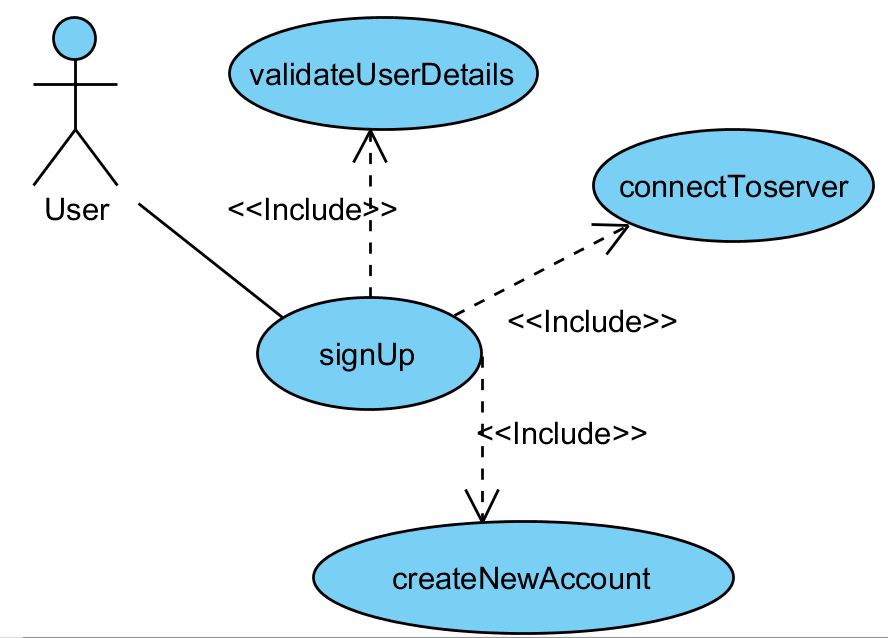 validateUserDetails
connectToserver
User
<<Include>>
<<Include>>
signUp
<<Include>>
createNewAccount